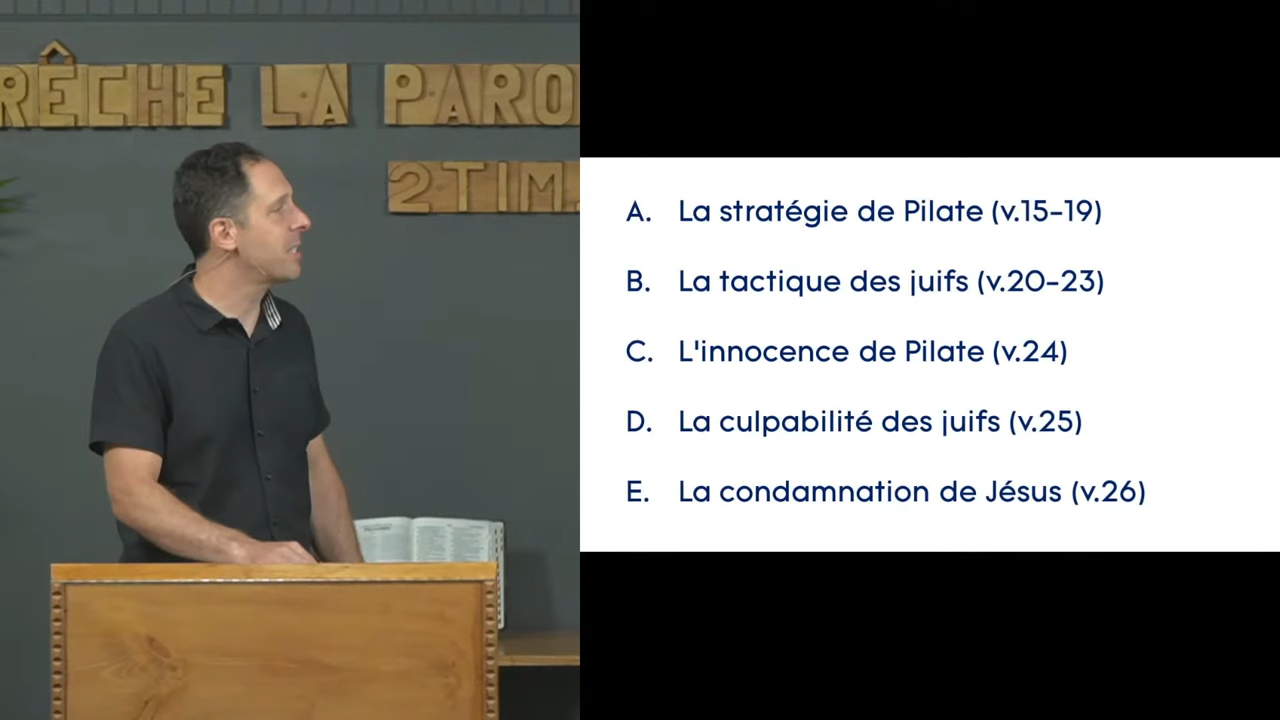 RÊCHE LA PARO
2TIM.
A. La stratégie de Pilate (v.15-19)
B. La tactique des juifs (v.20-23)
C. L'innocence de Pilate (v.24)
D. La culpabilité des juifs (v.25)
E. La condamnation de Jésus (v.26)